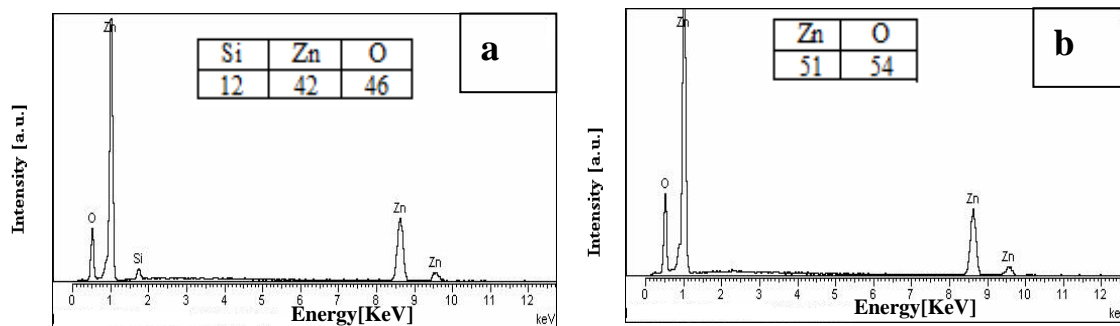 a
Zn
Si Zn O
12 42 46
O
Si
Zn
Zn
Intensity [a.u.]
0 1 2 3 4 5 6 7 8 9 10 11 12
Energy[KeV]
keV
b
Zn
Zn O
51 54
O
Zn
Zn
Intensity [a.u.]
0 1 2 3 4 5 6 7 8 9 10 11 12
Energy[KeV]
keV